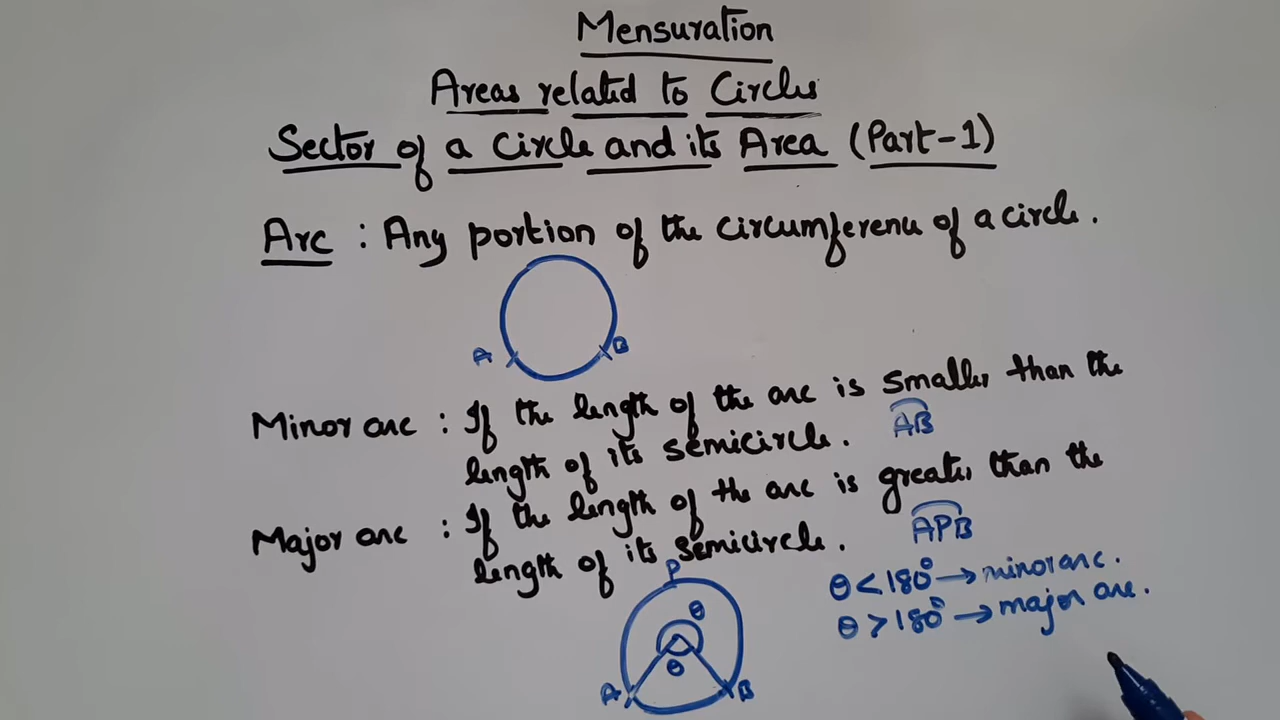 Mensuration
Areas related to Circles
Sector of a Circle and its Area (Part-1)
Arc : Any portion of the circumference of a circle.
A B
Minor arc : If the length of the arc is smaller than the
length of its semicircle. AB
Major arc : If the length of the arc is greater than the
length of its semicircle. APB
P
θ < 180° → minor arc.
θ > 180° → major arc.
θ
θ
A B